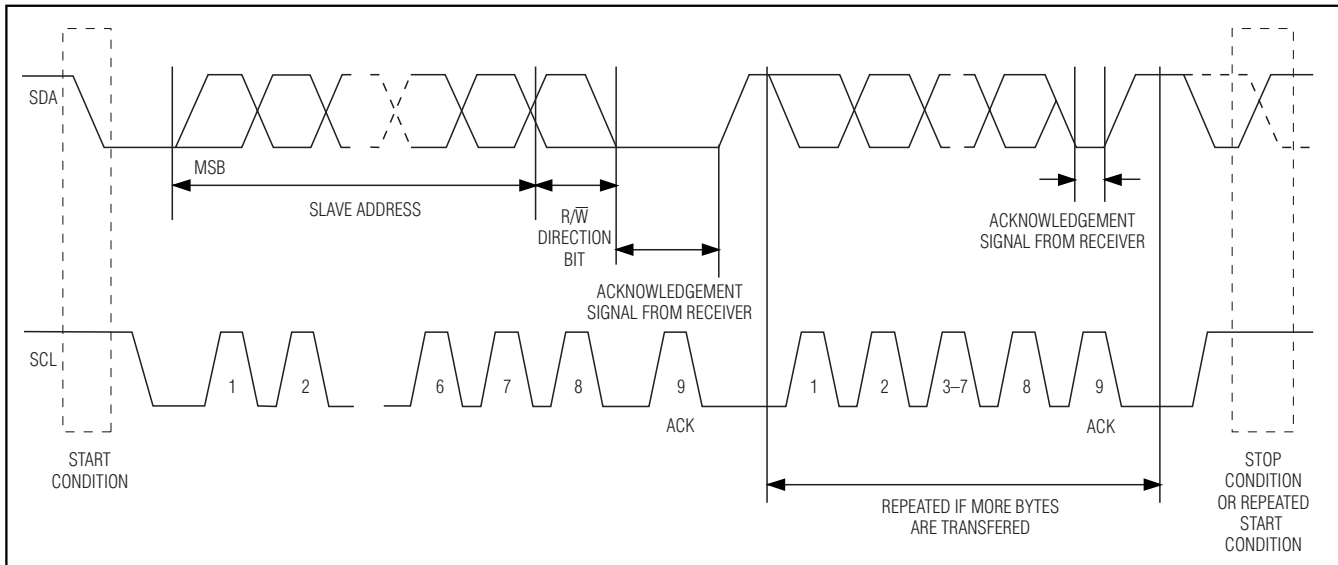 SDA
MSB
SLAVE ADDRESS
R/W̅
DIRECTION
BIT
ACKNOWLEDGEMENT
SIGNAL FROM RECEIVER
ACKNOWLEDGEMENT
SIGNAL FROM RECEIVER
SCL
1
2
6
7
8
9
ACK
1
2
3–7
8
9
ACK
START
CONDITION
REPEATED IF MORE BYTES
ARE TRANSFERED
STOP
CONDITION
OR REPEATED
START
CONDITION